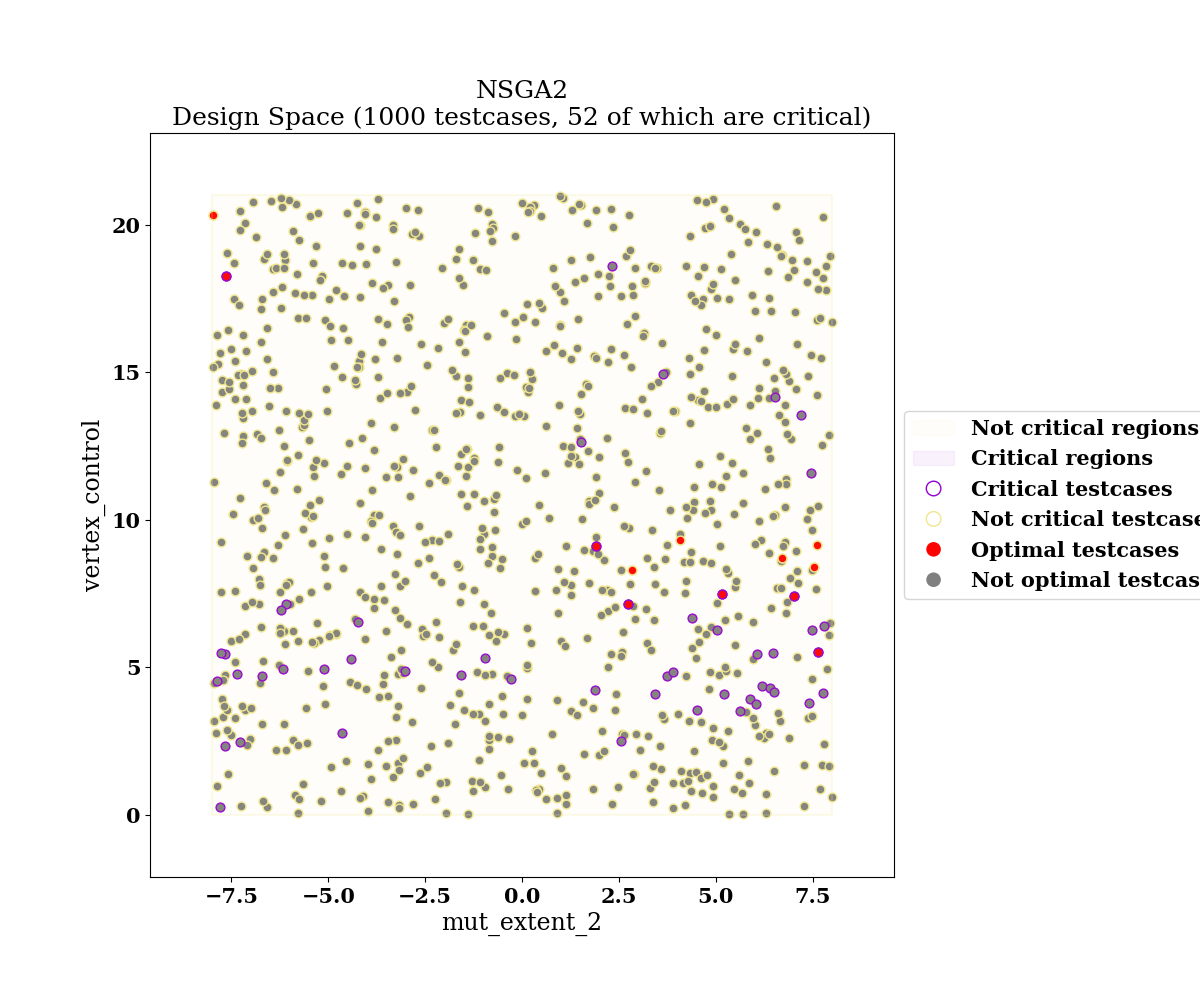 NSGA2
Design Space (1000 testcases, 52 of which are critical)
20
15
10
5
0
vertex_control
−7.5 −5.0 −2.5 0.0 2.5 5.0 7.5
mut_extent_2
Not critical regions
Critical regions
Critical testcases
Not critical testcase
Optimal testcases
Not optimal testcas